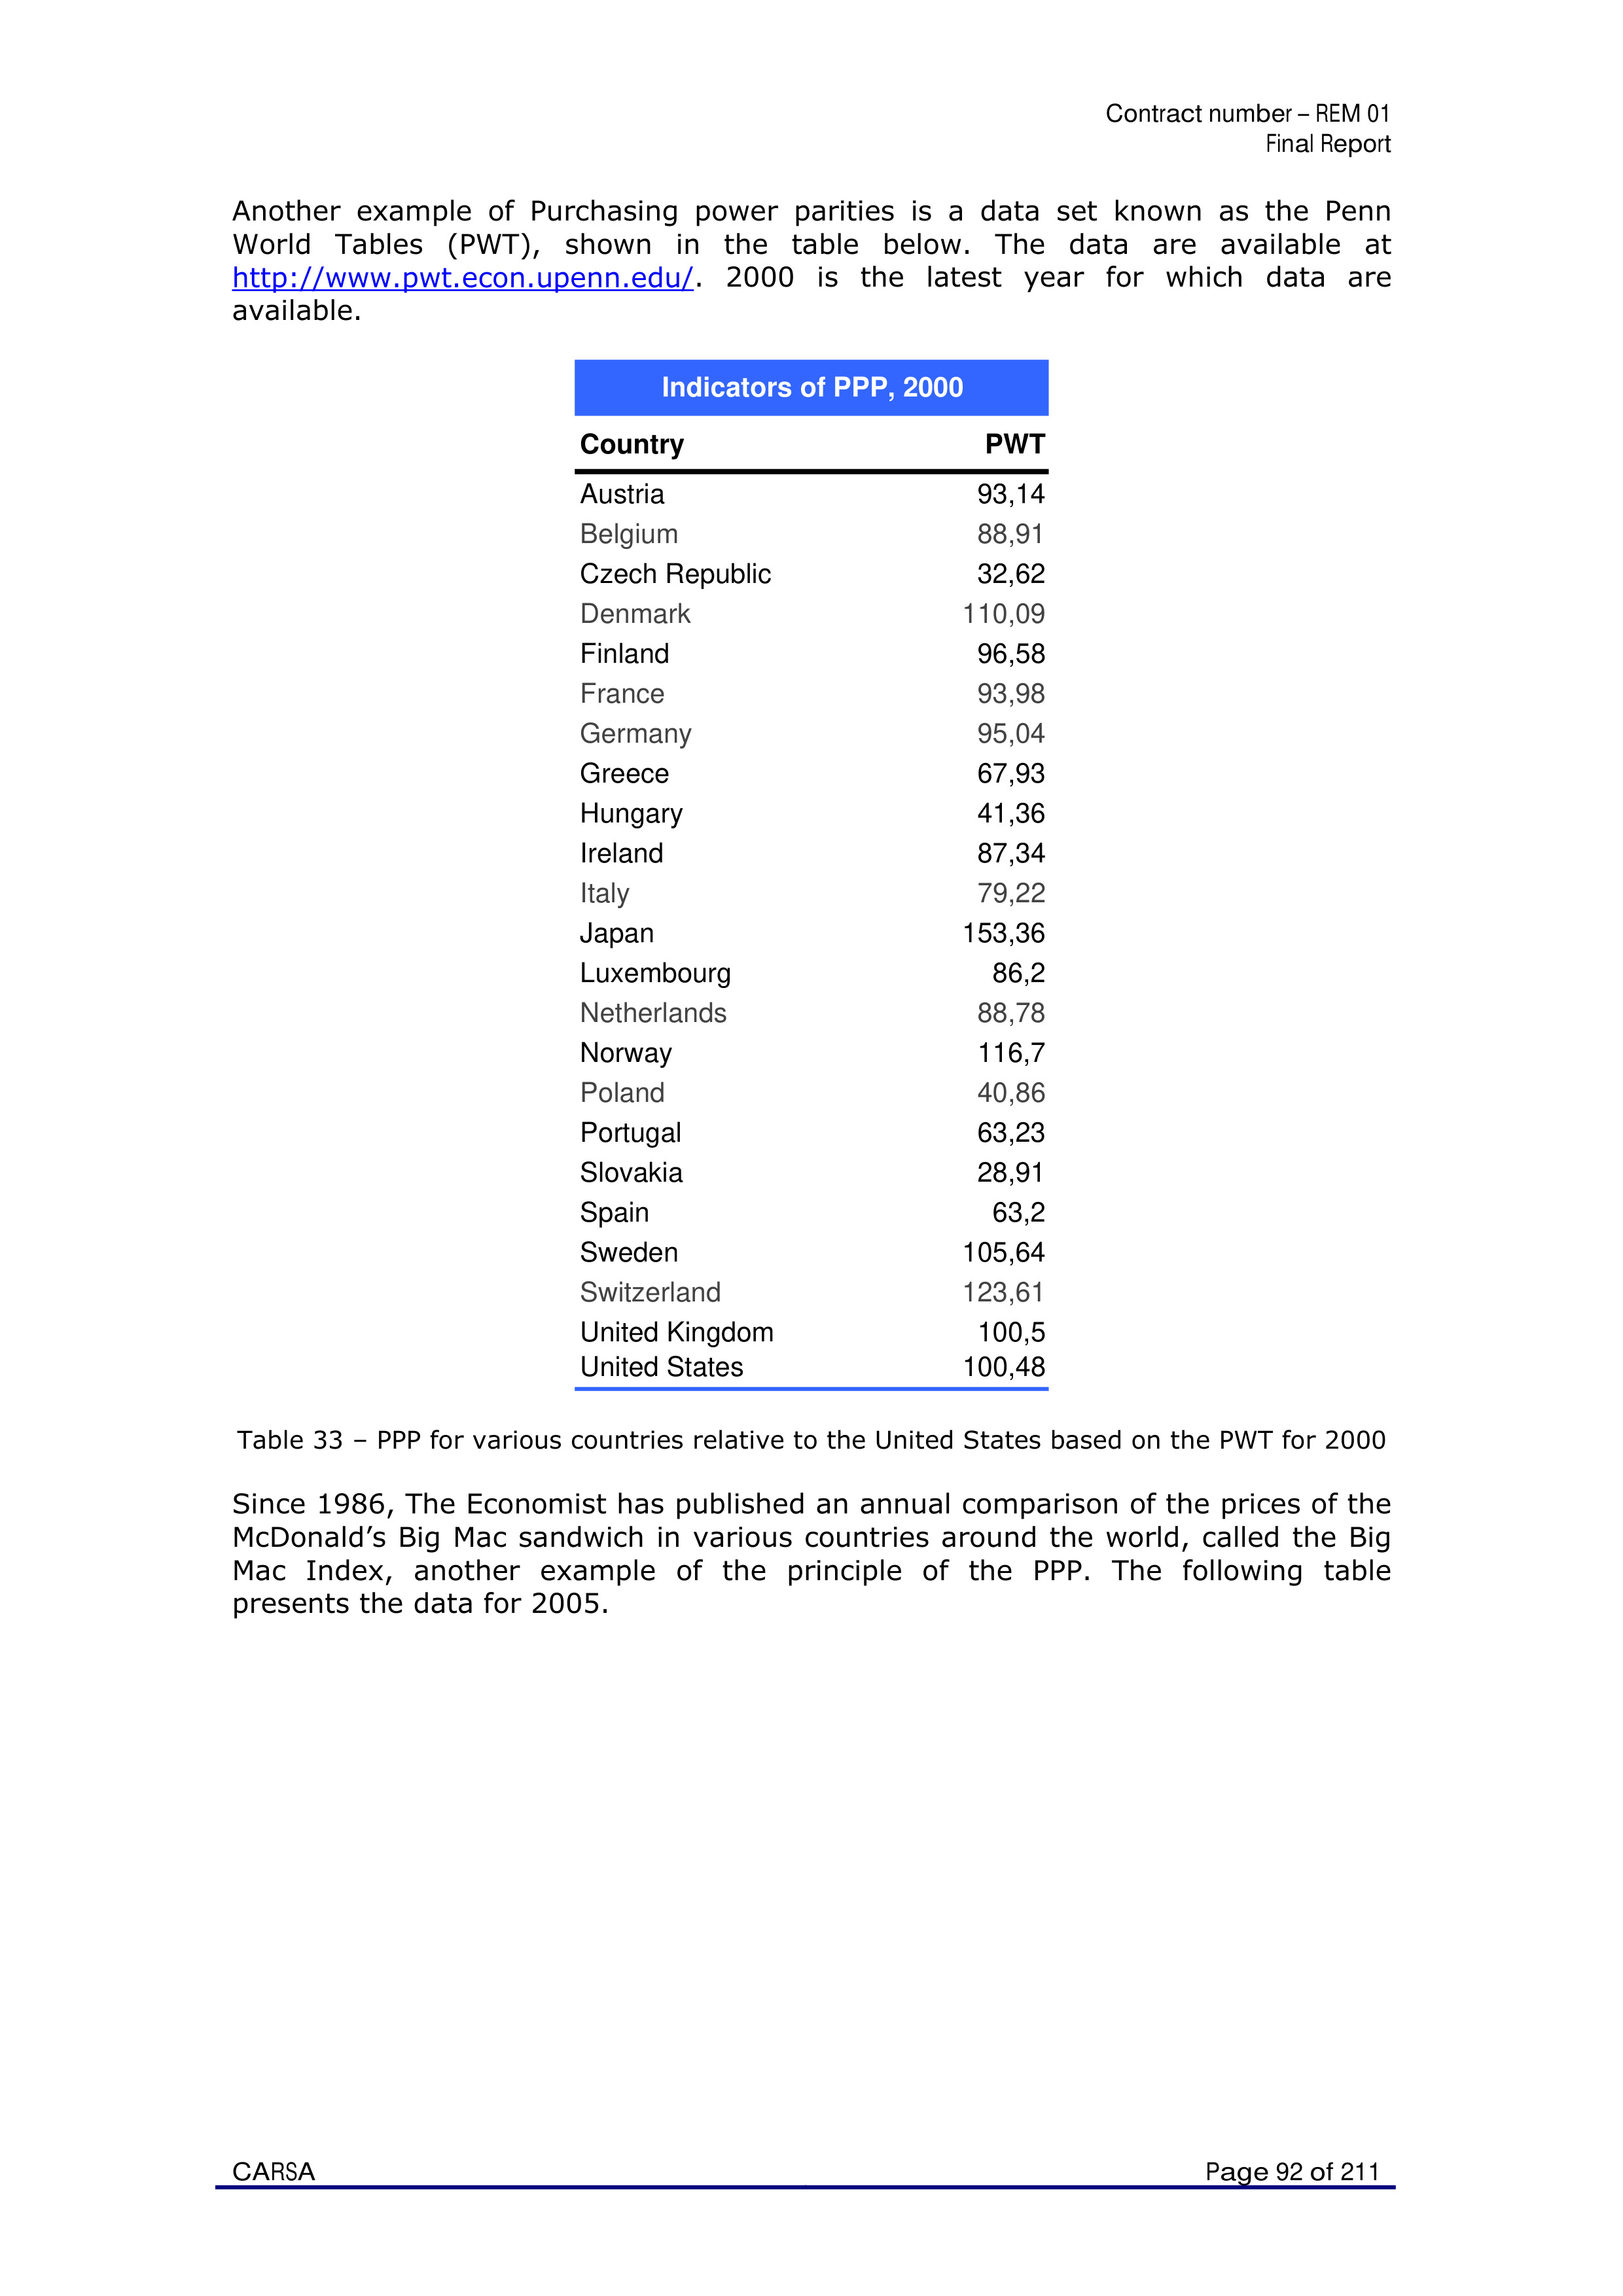 Contract number – REM 01
Final Report
Another example of Purchasing power parities is a data set known as the Penn
World Tables (PWT), shown in the table below. The data are available at
http://www.pwt.econ.upenn.edu/. 2000 is the latest year for which data are
available.
Indicators of PPP, 2000
Country PWT
Austria 93,14
Belgium 88,91
Czech Republic 32,62
Denmark 110,09
Finland 96,58
France 93,98
Germany 95,04
Greece 67,93
Hungary 41,36
Ireland 87,34
Italy 79,22
Japan 153,36
Luxembourg 86,2
Netherlands 88,78
Norway 116,7
Poland 40,86
Portugal 63,23
Slovakia 28,91
Spain 63,2
Sweden 105,64
Switzerland 123,61
United Kingdom 100,5
United States 100,48
Table 33 – PPP for various countries relative to the United States based on the PWT for 2000
Since 1986, The Economist has published an annual comparison of the prices of the
McDonald’s Big Mac sandwich in various countries around the world, called the Big
Mac Index, another example of the principle of the PPP. The following table
presents the data for 2005.
CARSA Page 92 of 211